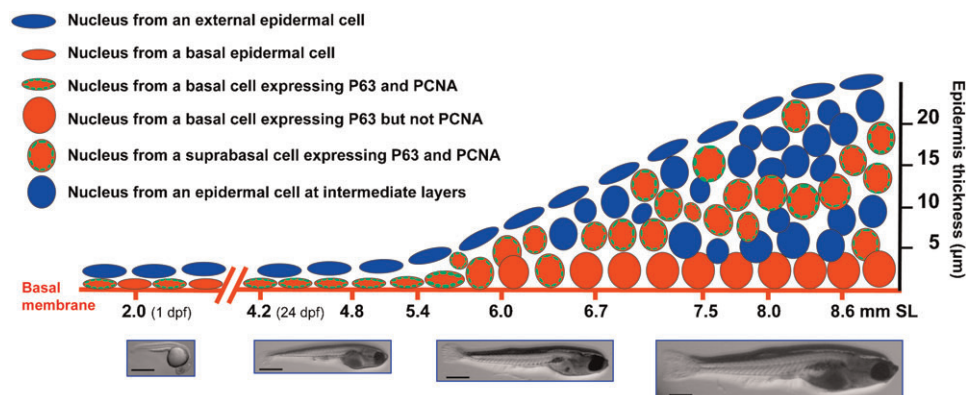 Nucleus from an external epidermal cell
Nucleus from a basal epidermal cell
Nucleus from a basal cell expressing P63 and PCNA
Nucleus from a basal cell expressing P63 but not PCNA
Nucleus from a suprabasal cell expressing P63 and PCNA
Nucleus from an epidermal cell at intermediate layers
20
15
10
5
Epidermis thickness (µm)
Basal
membrane
2.0 (1 dpf) 4.2 (24 dpf) 4.8 5.4 6.0 6.7 7.5 8.0 8.6 mm SL